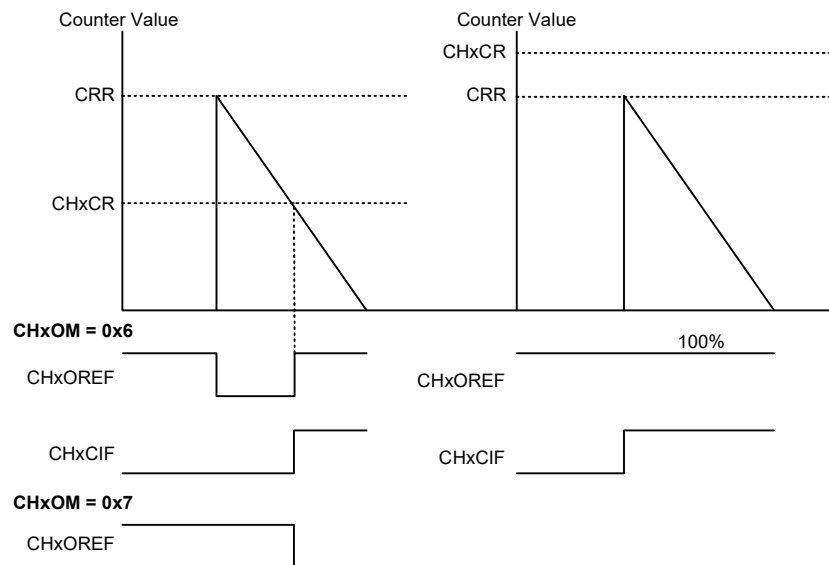 Counter Value
CRR
CHxCR
CHxOM = 0x6
CHxOREF
CHxCIF
CHxOM = 0x7
CHxOREF
Counter Value
CHxCR
CRR
100%
CHxOREF
CHxCIF